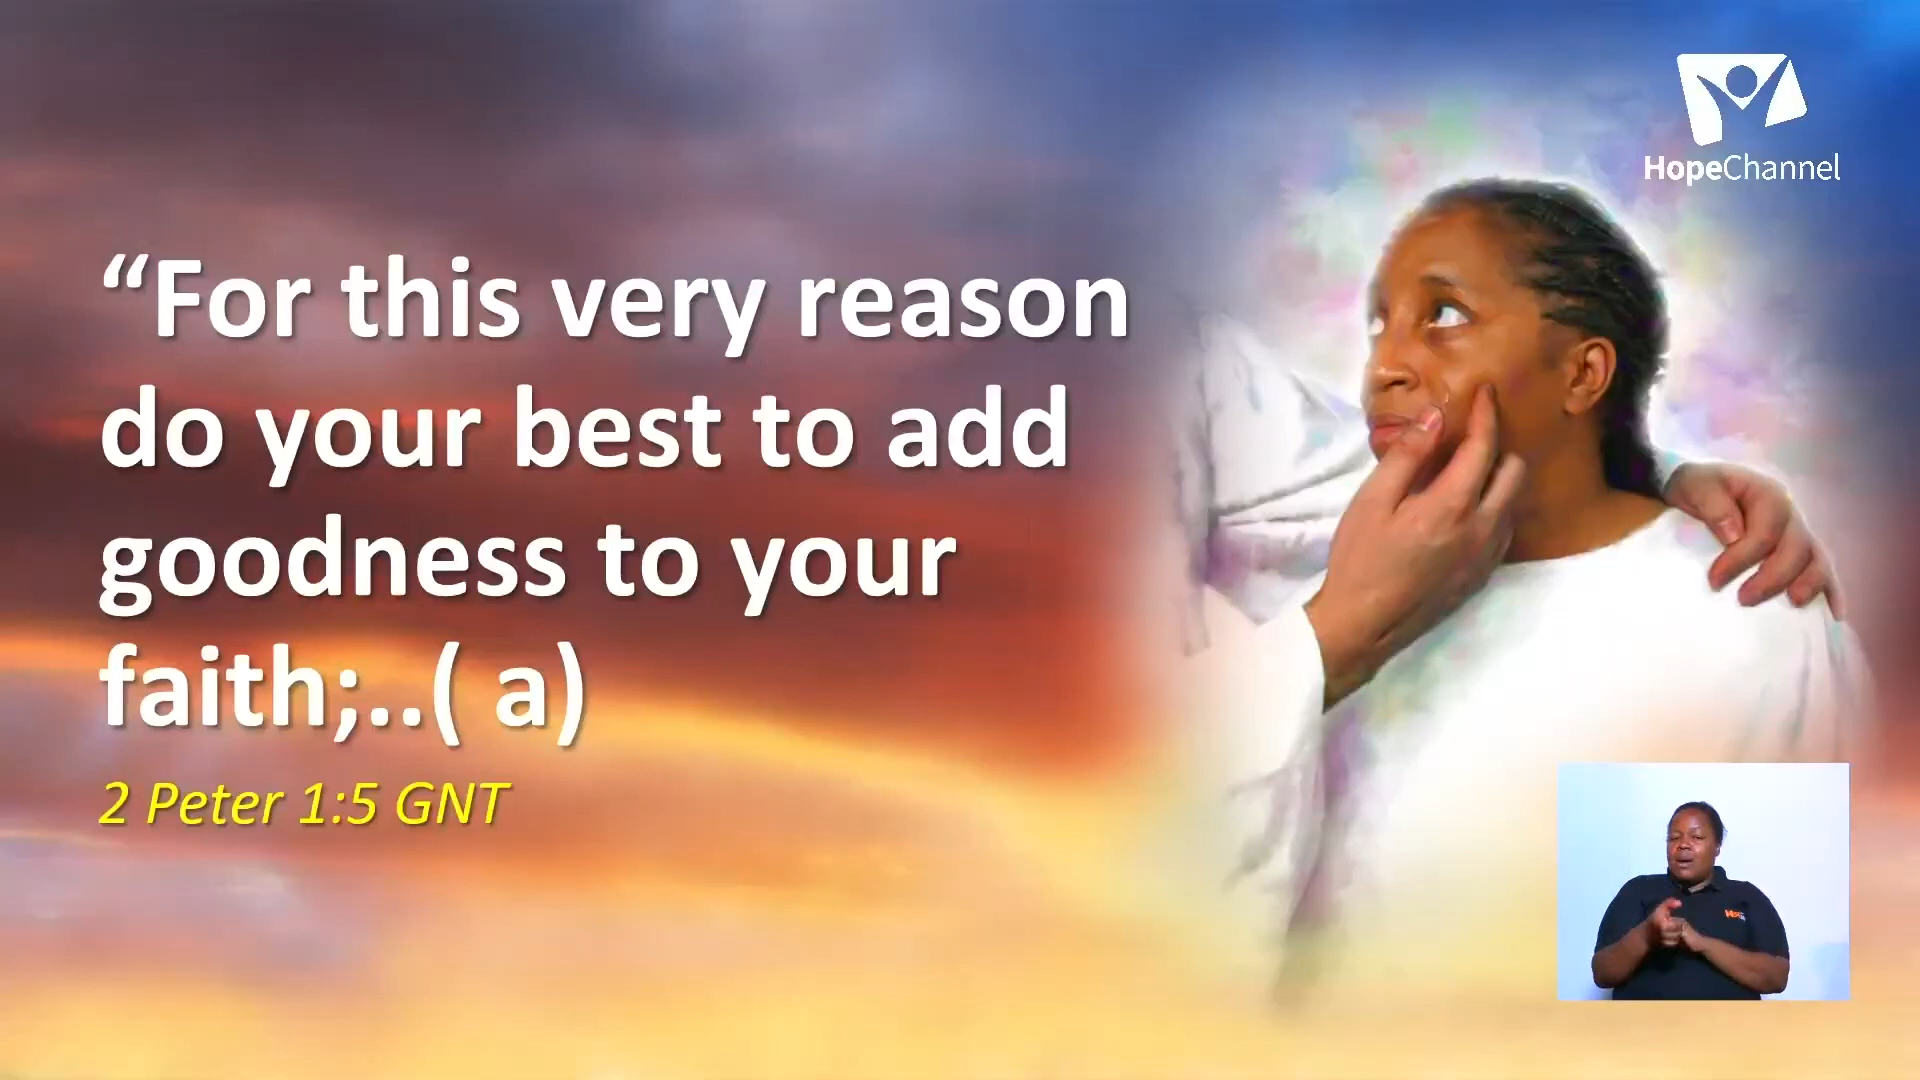 HopeChannel
“For this very reason
do your best to add
goodness to your
faith;..( a)
2 Peter 1:5 GNT